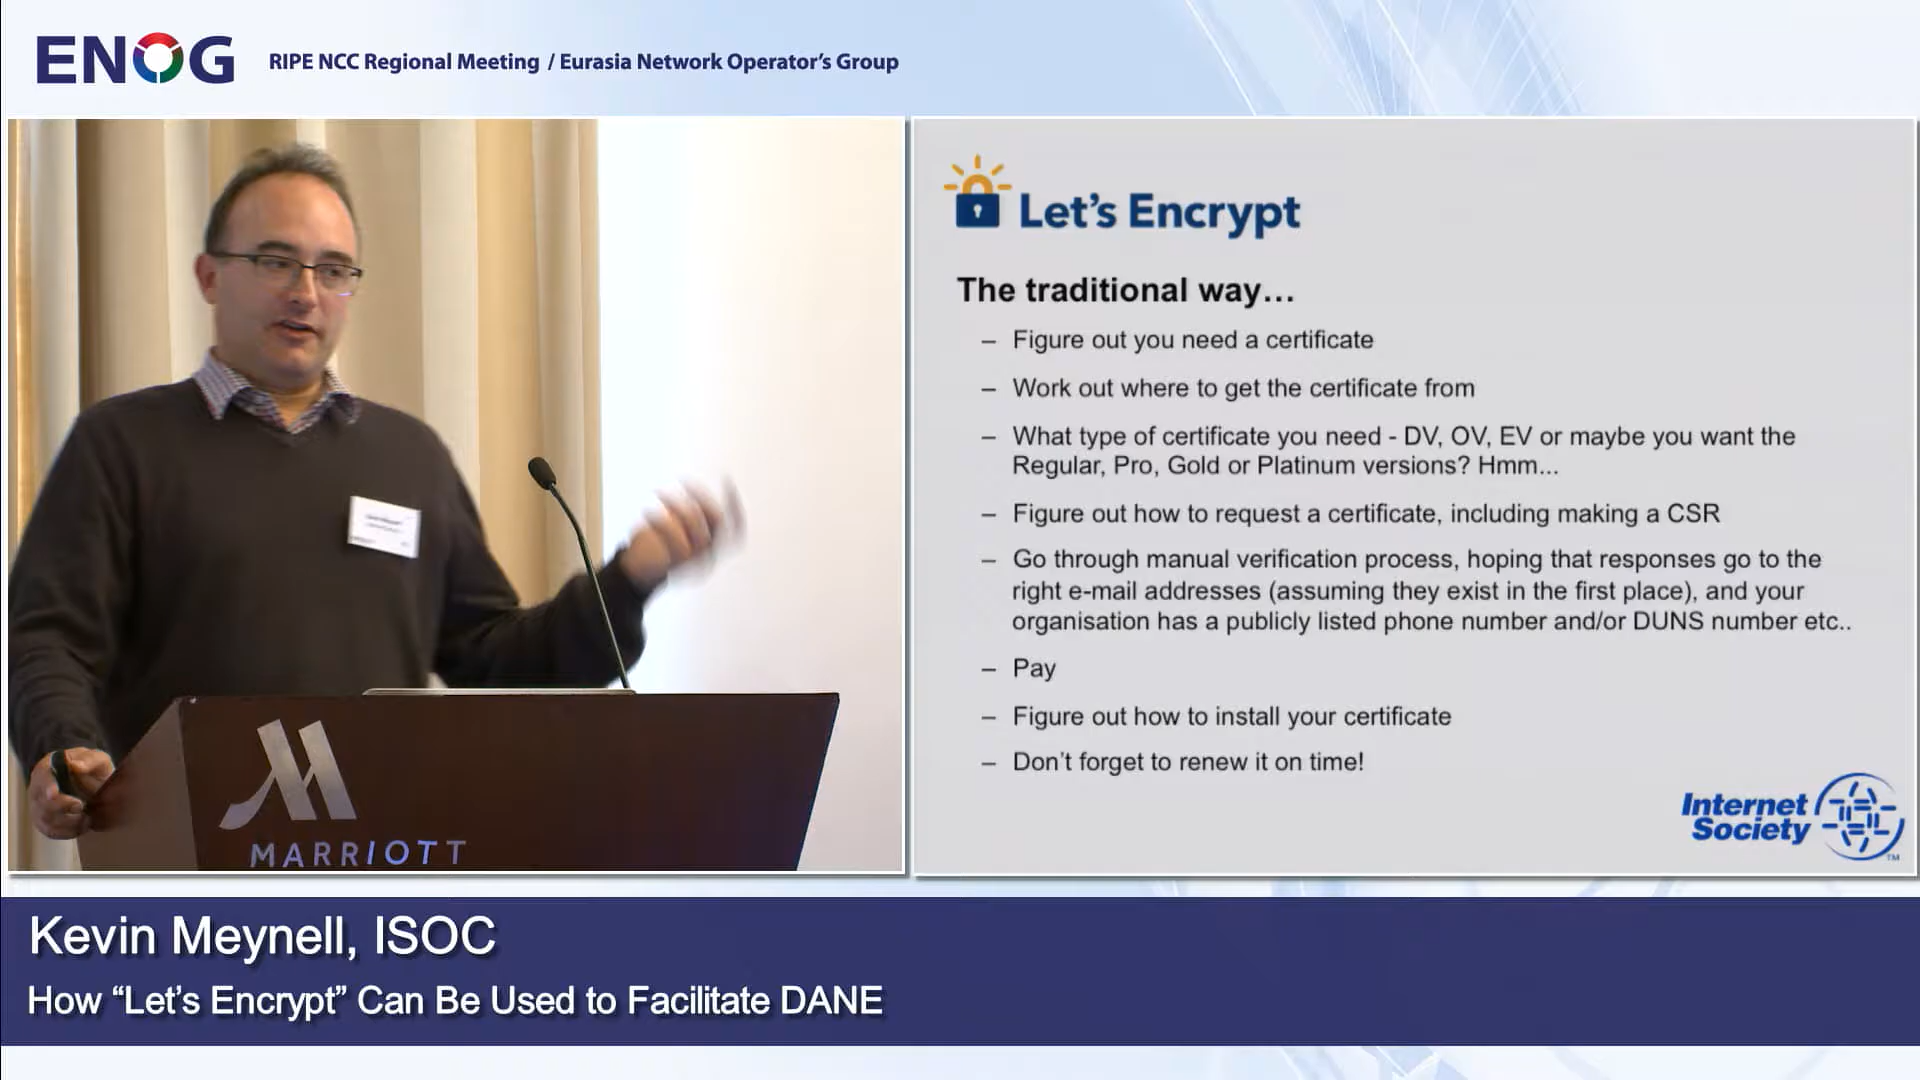 ENOG
RIPE NCC Regional Meeting / Eurasia Network Operator's Group
Let's Encrypt
The traditional way…
– Figure out you need a certificate
– Work out where to get the certificate from
– What type of certificate you need - DV, OV, EV or maybe you want the
Regular, Pro, Gold or Platinum versions? Hmm...
– Figure out how to request a certificate, including making a CSR
– Go through manual verification process, hoping that responses go to the
right e-mail addresses (assuming they exist in the first place), and your
organisation has a publicly listed phone number and/or DUNS number etc..
– Pay
– Figure out how to install your certificate
– Don't forget to renew it on time!
Internet
Society
TM
MARRIOTT
Kevin Meynell, ISOC
How “Let's Encrypt” Can Be Used to Facilitate DANE